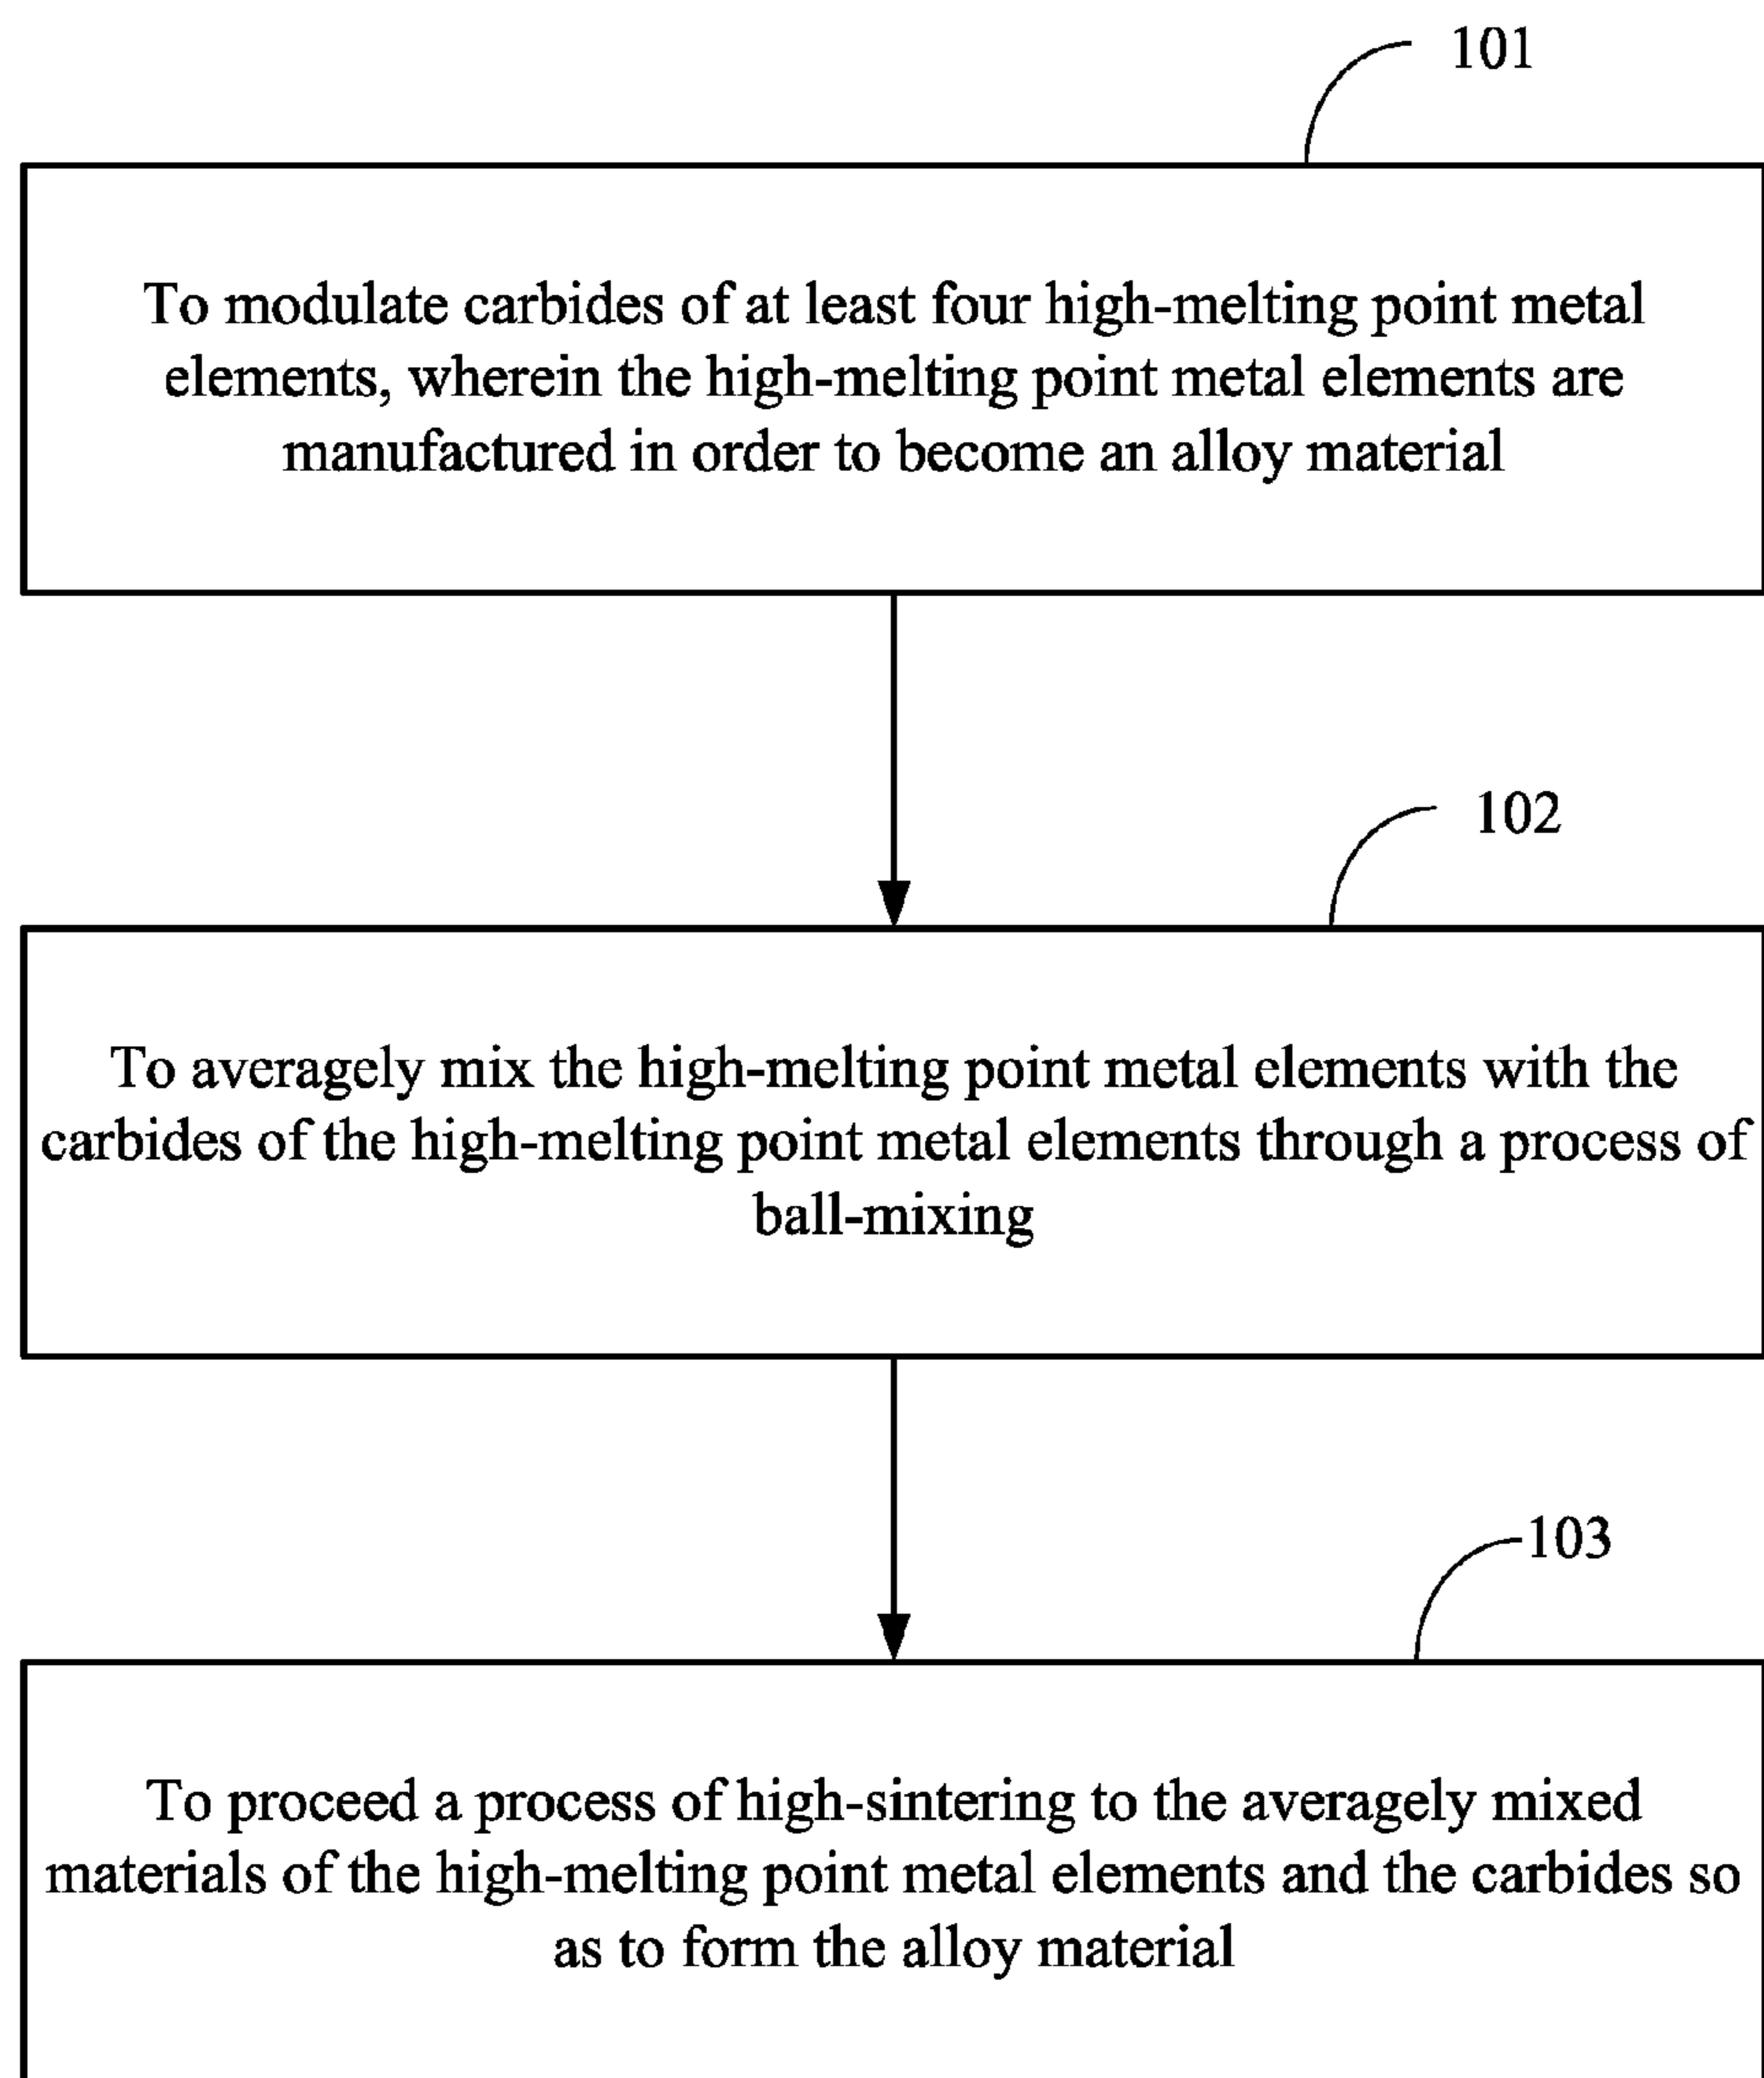 101
To modulate carbides of at least four high-melting point metal
elements, wherein the high-melting point metal elements are
manufactured in order to become an alloy material
102
To averagely mix the high-melting point metal elements with the
carbides of the high-melting point metal elements through a process of
ball-mixing
103
To proceed a process of high-sintering to the averagely mixed
materials of the high-melting point metal elements and the carbides so
as to form the alloy material